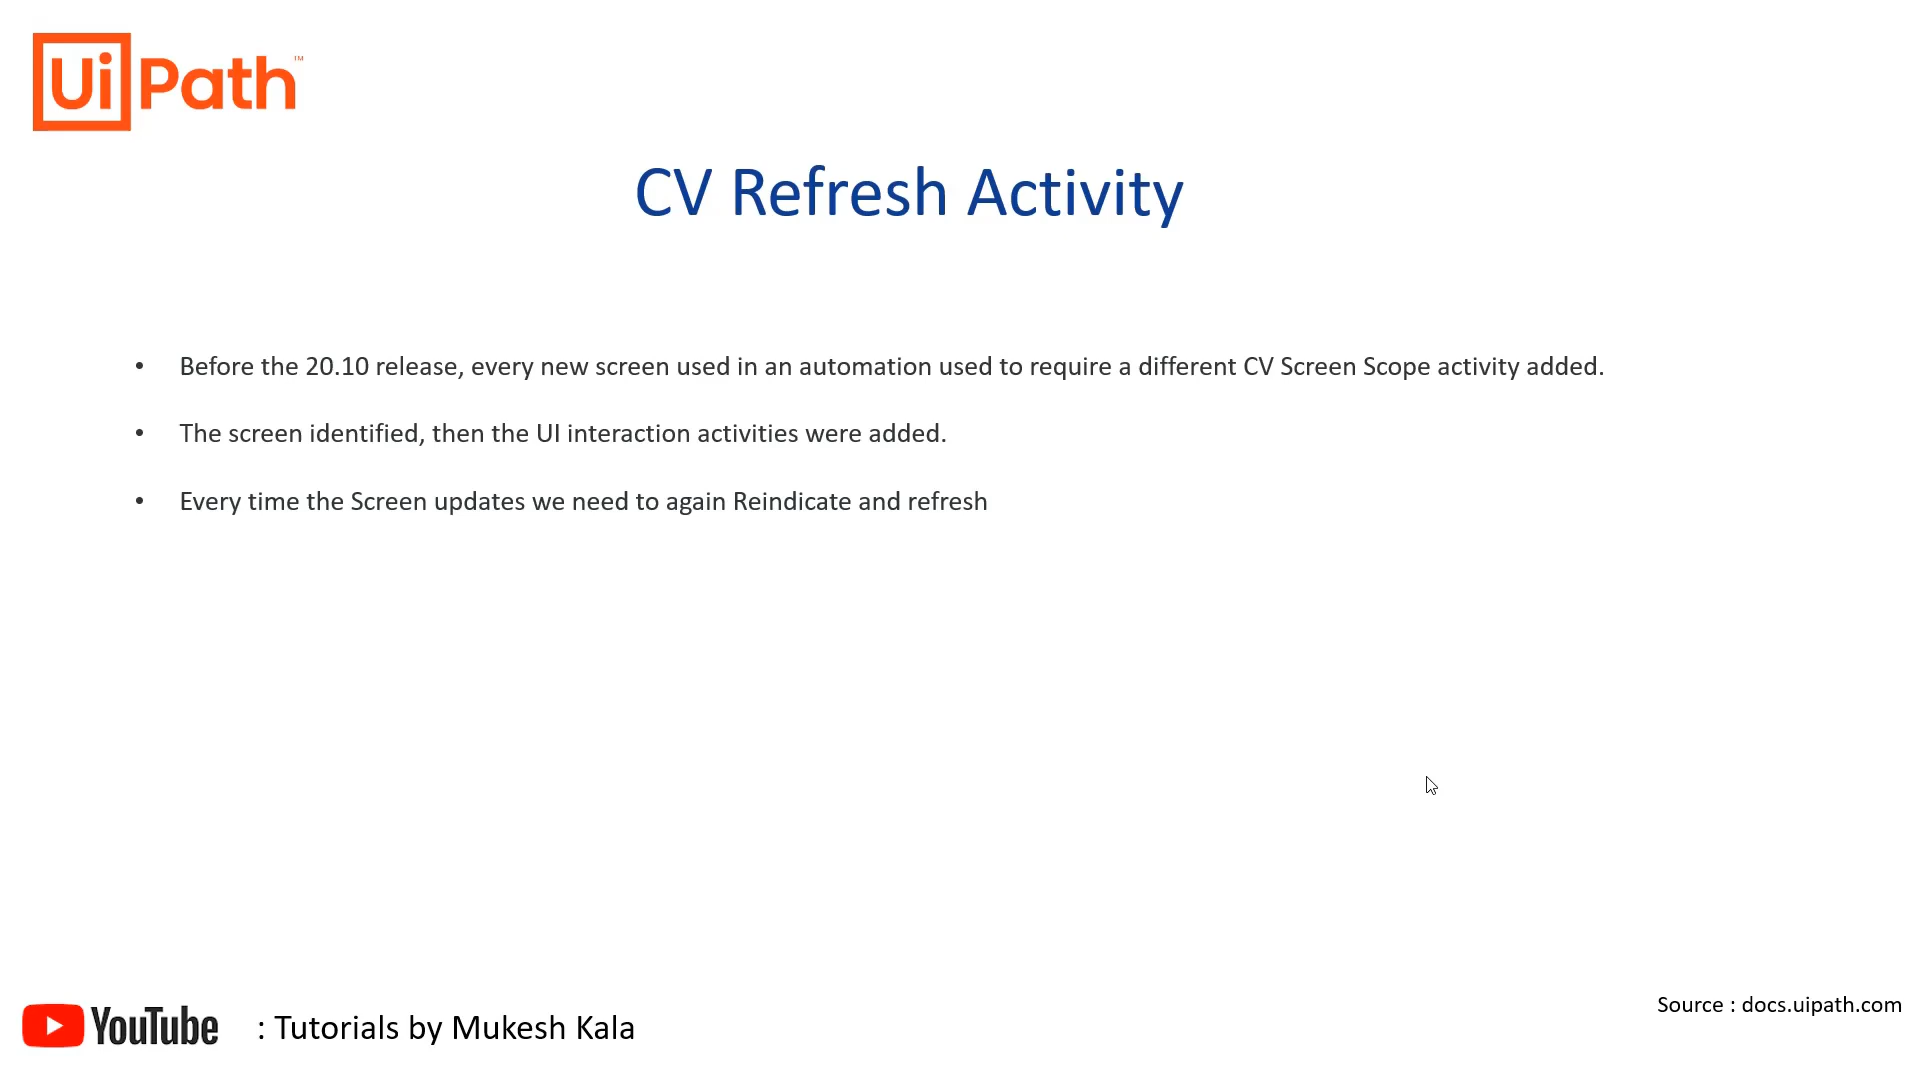 UiPath™
CV Refresh Activity
• Before the 20.10 release, every new screen used in an automation used to require a different CV Screen Scope activity added.
• The screen identified, then the UI interaction activities were added.
• Every time the Screen updates we need to again Reindicate and refresh
Source : docs.uipath.com
YouTube : Tutorials by Mukesh Kala